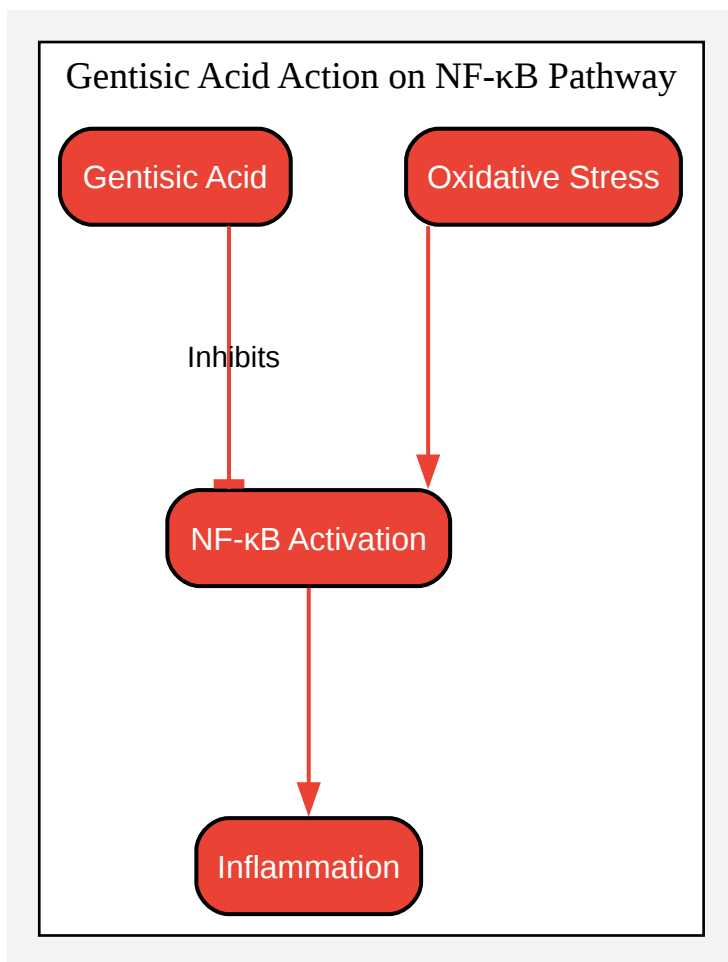 Gentisic Acid Action on NF-κB Pathway
Gentisic Acid
Oxidative Stress
Inhibits
NF-κB Activation
Inflammation